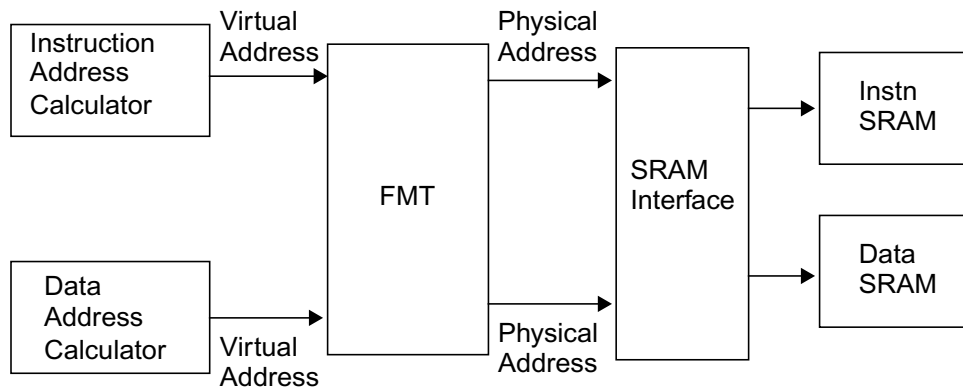 Instruction
Address
Calculator
Virtual
Address
FMT
Physical
Address
SRAM
Interface
Instn
SRAM
Data
Address
Calculator
Virtual
Address
Physical
Address
Data
SRAM